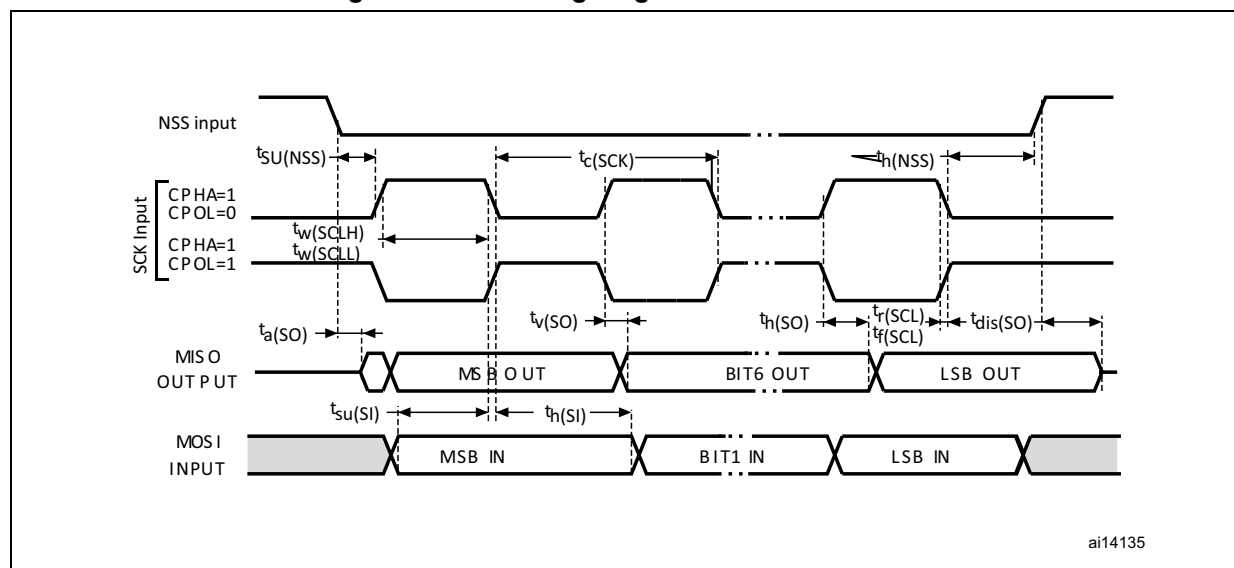 NSS input
tSU(NSS)
tc(SCK)
th(NSS)
SCK Input
CPHA=1
CPOL=0
tw(SCLH)
tw(SCLL)
CPHA=1
CPOL=1
ta(SO)
tv(SO)
th(SO)
tr(SCL)
tf(SCL)
tdis(SO)
MISO
OUTPUT
MSB OUT
BIT6 OUT
LSB OUT
tsu(SI)
th(SI)
MOSI
INPUT
MSB IN
BIT1 IN
LSB IN
ai14135